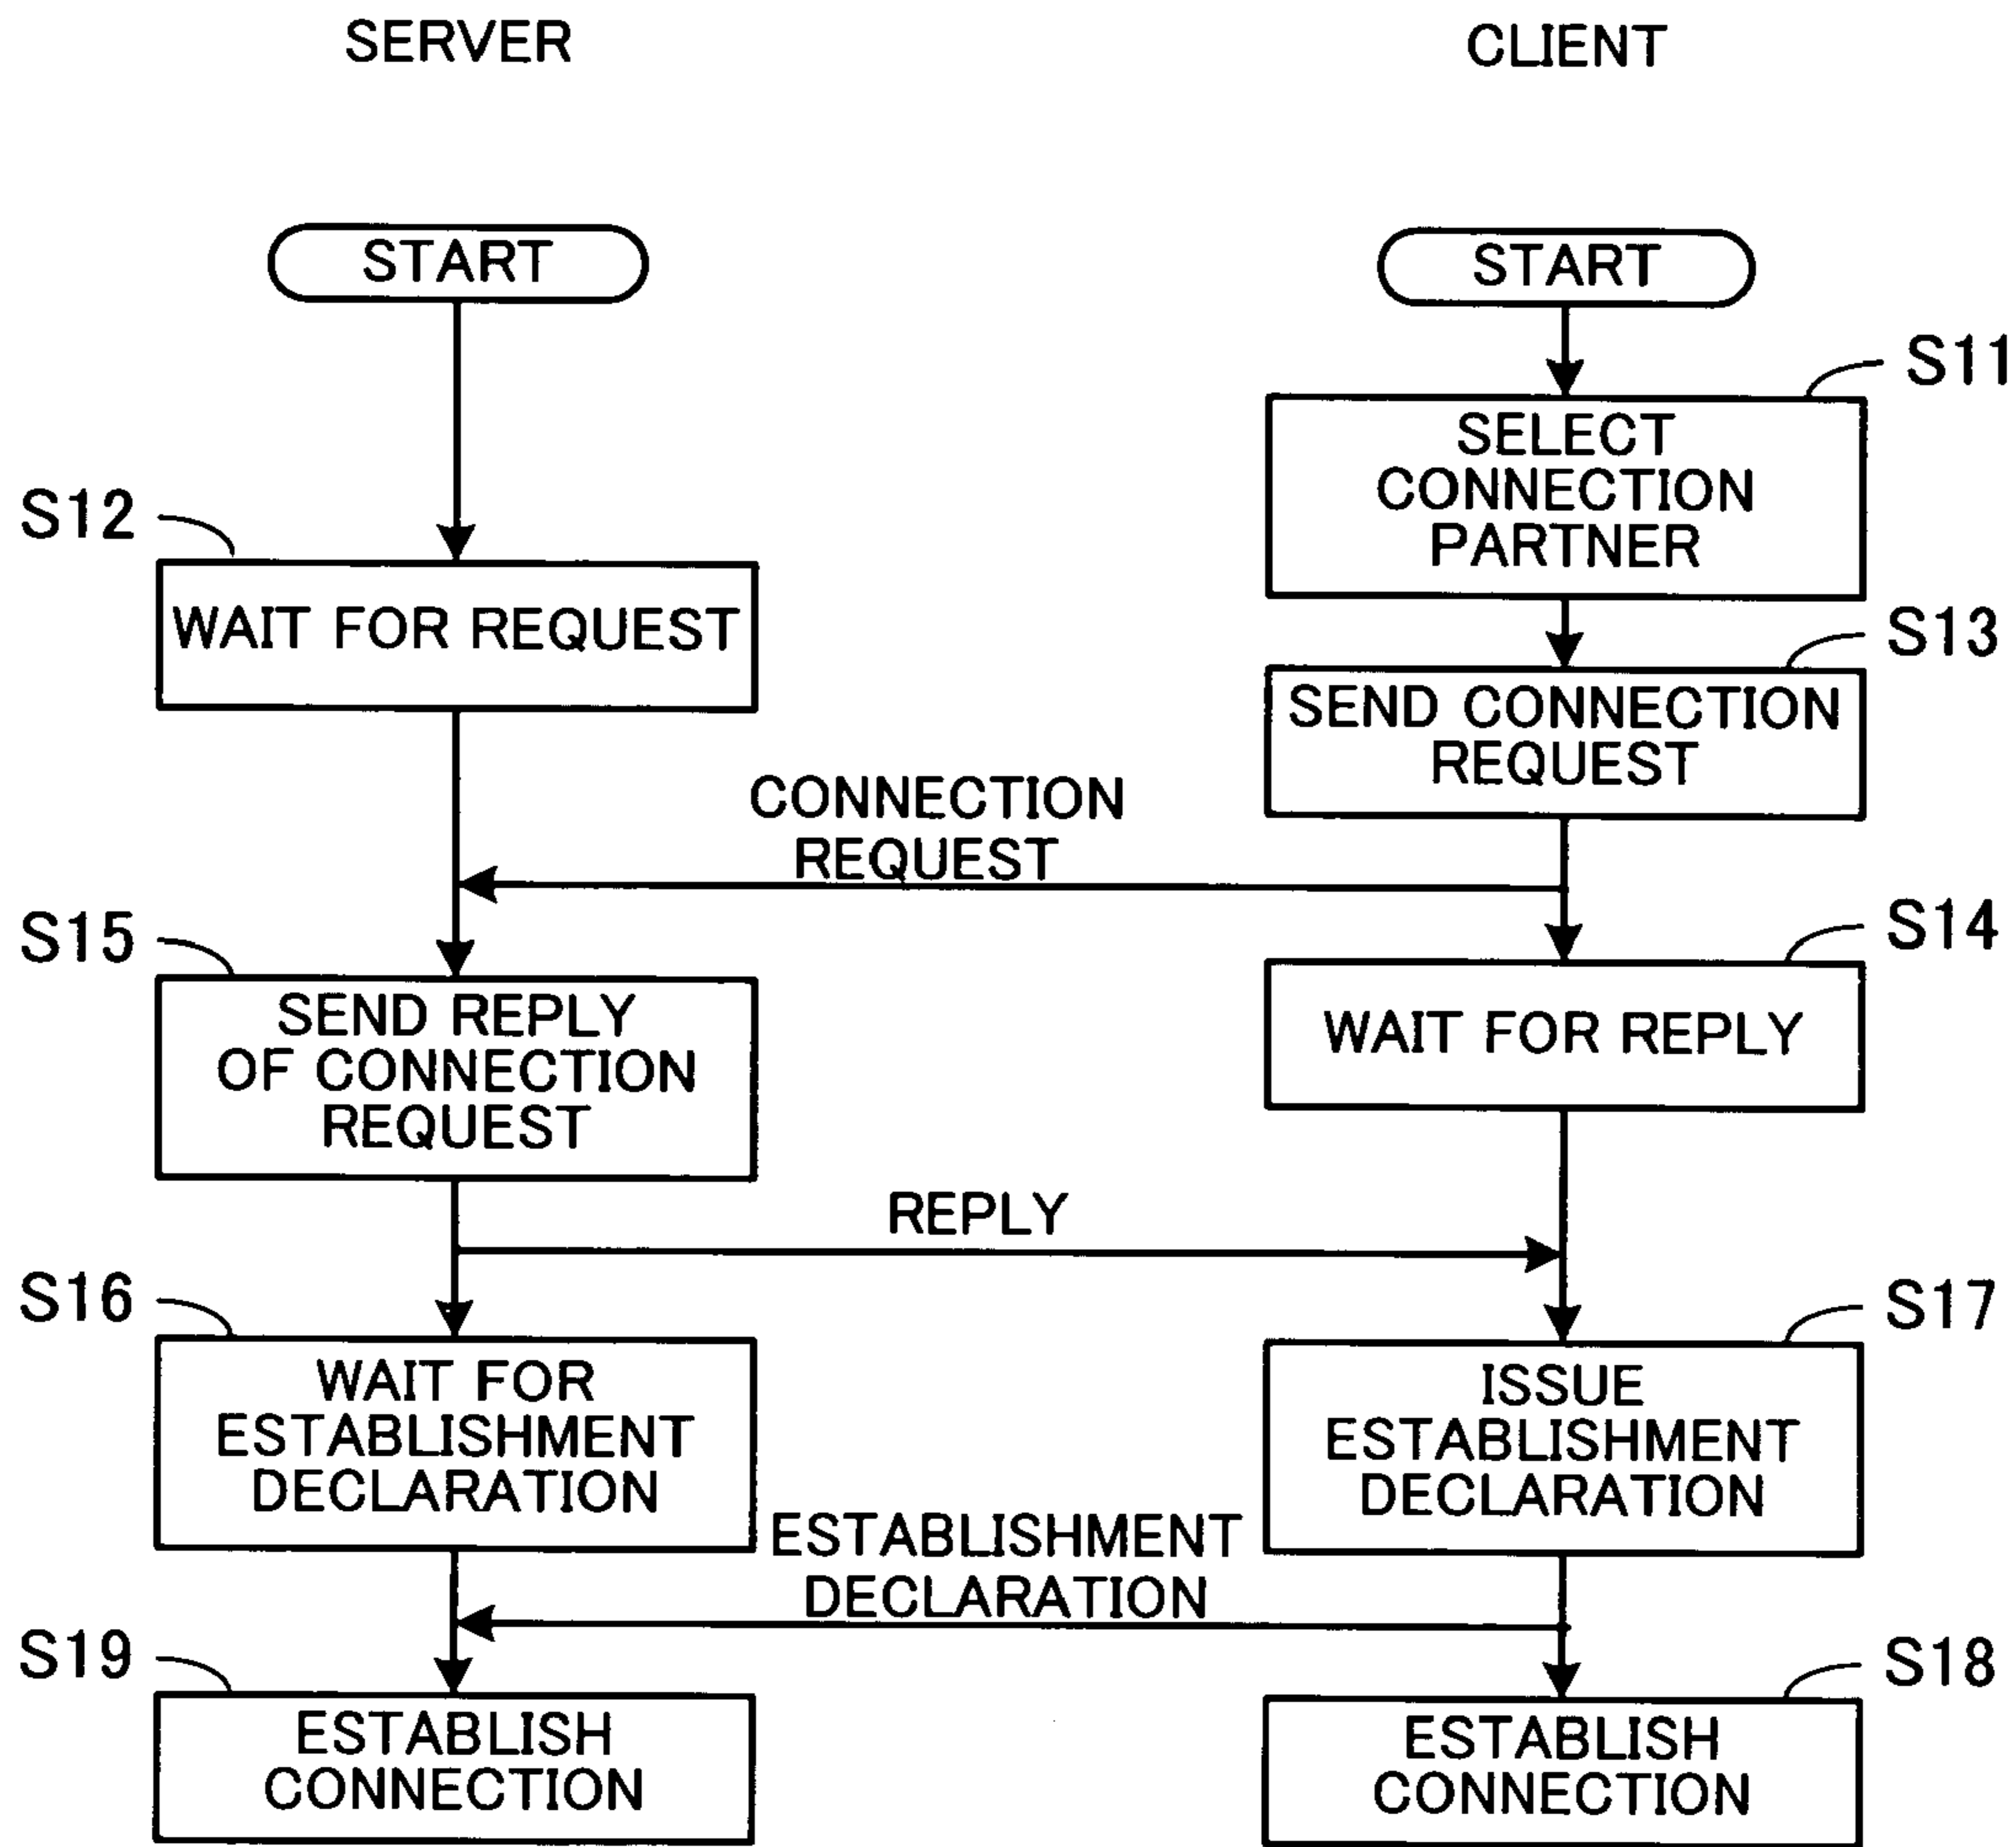 SERVER
CLIENT
START
START
S11
SELECT
CONNECTION
PARTNER
S12
WAIT FOR REQUEST
S13
SEND CONNECTION
REQUEST
CONNECTION
REQUEST
S15
SEND REPLY
OF CONNECTION
REQUEST
S14
WAIT FOR REPLY
REPLY
S16
WAIT FOR
ESTABLISHMENT
DECLARATION
S17
ISSUE
ESTABLISHMENT
DECLARATION
ESTABLISHMENT
DECLARATION
S19
ESTABLISH
CONNECTION
S18
ESTABLISH
CONNECTION